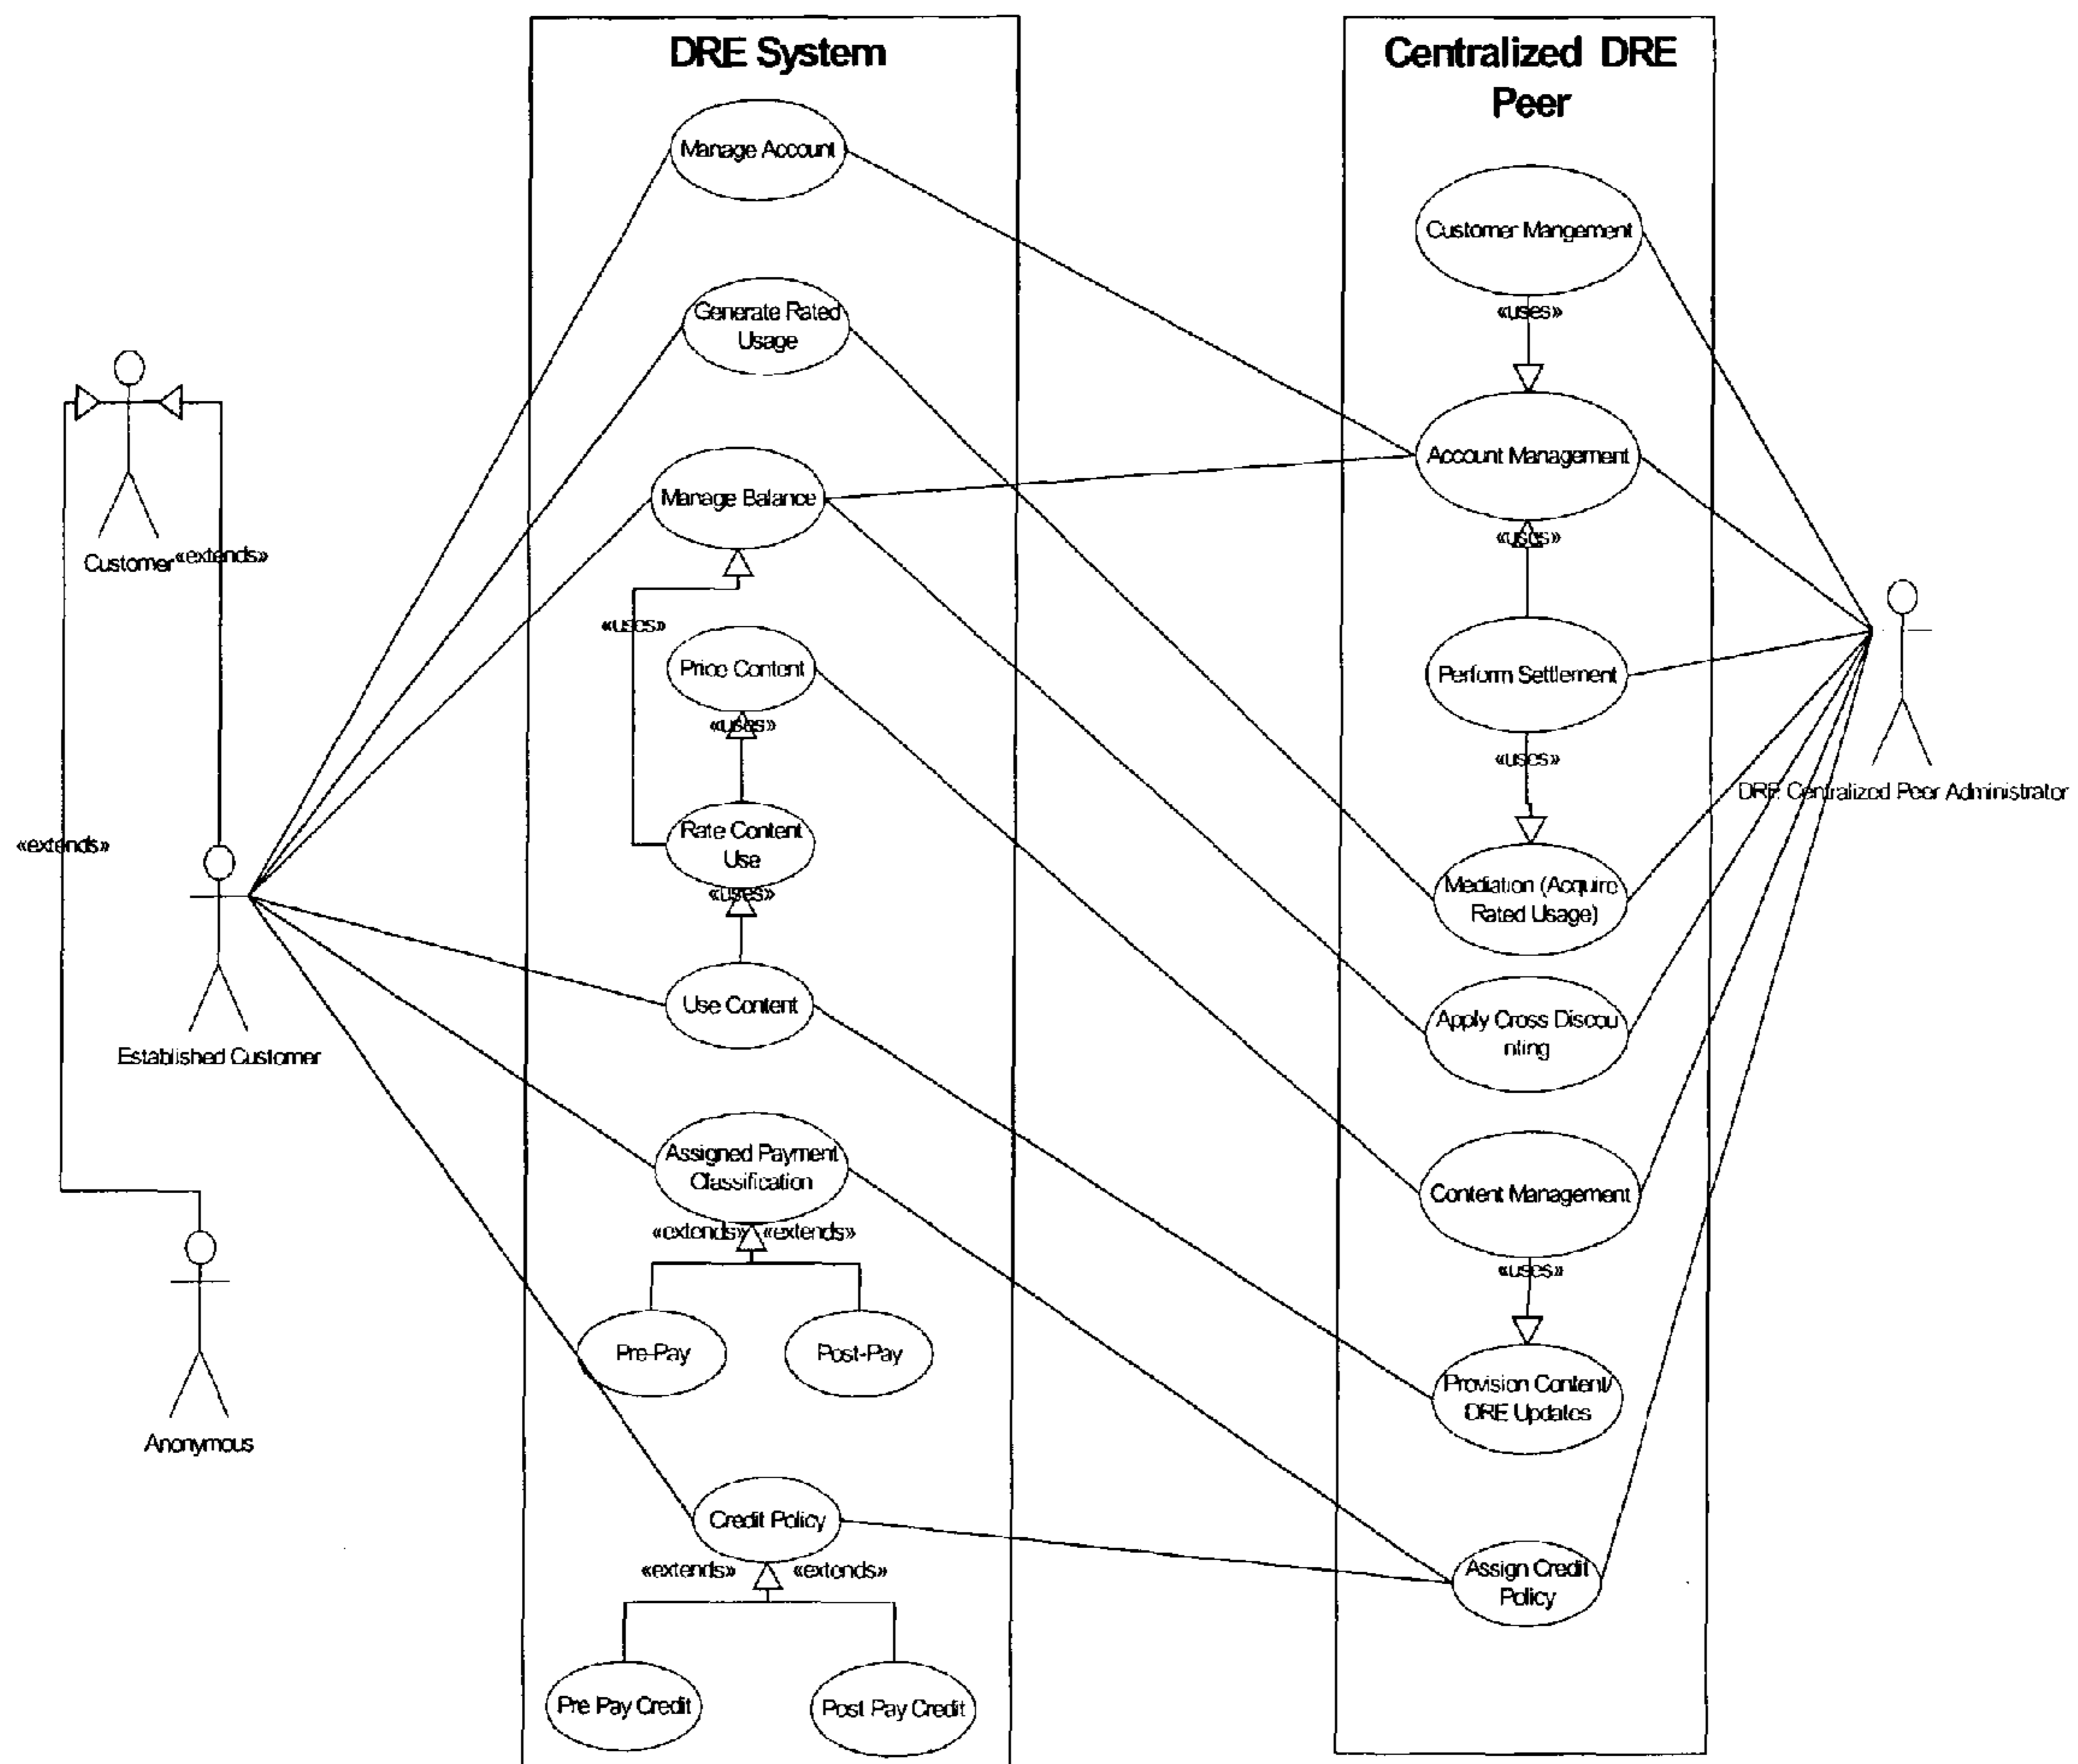 DRE System
Centralized DRE
Peer
Manage Account
Customer Mangement
«uses»
Generate Rated
Usage
Account Management
«uses»
Manage Balance
Customer
«extends»
«uses»
Price Content
«uses»
Perform Settlement
«uses»
DRE Centralized Peer Administrator
Rate Content
Use
«uses»
«extends»
Mediation (Acquire
Rated Usage)
Use Content
Apply Cross Discou
nting
Established Customer
Assigned Payment
Classification
«extends»
«extends»
Content Management
«uses»
Pre-Pay
Post-Pay
Provision Content/
DRE Updates
Anonymous
Credit Policy
«extends»
«extends»
Assign Credit
Policy
Pre Pay Credit
Post Pay Credit